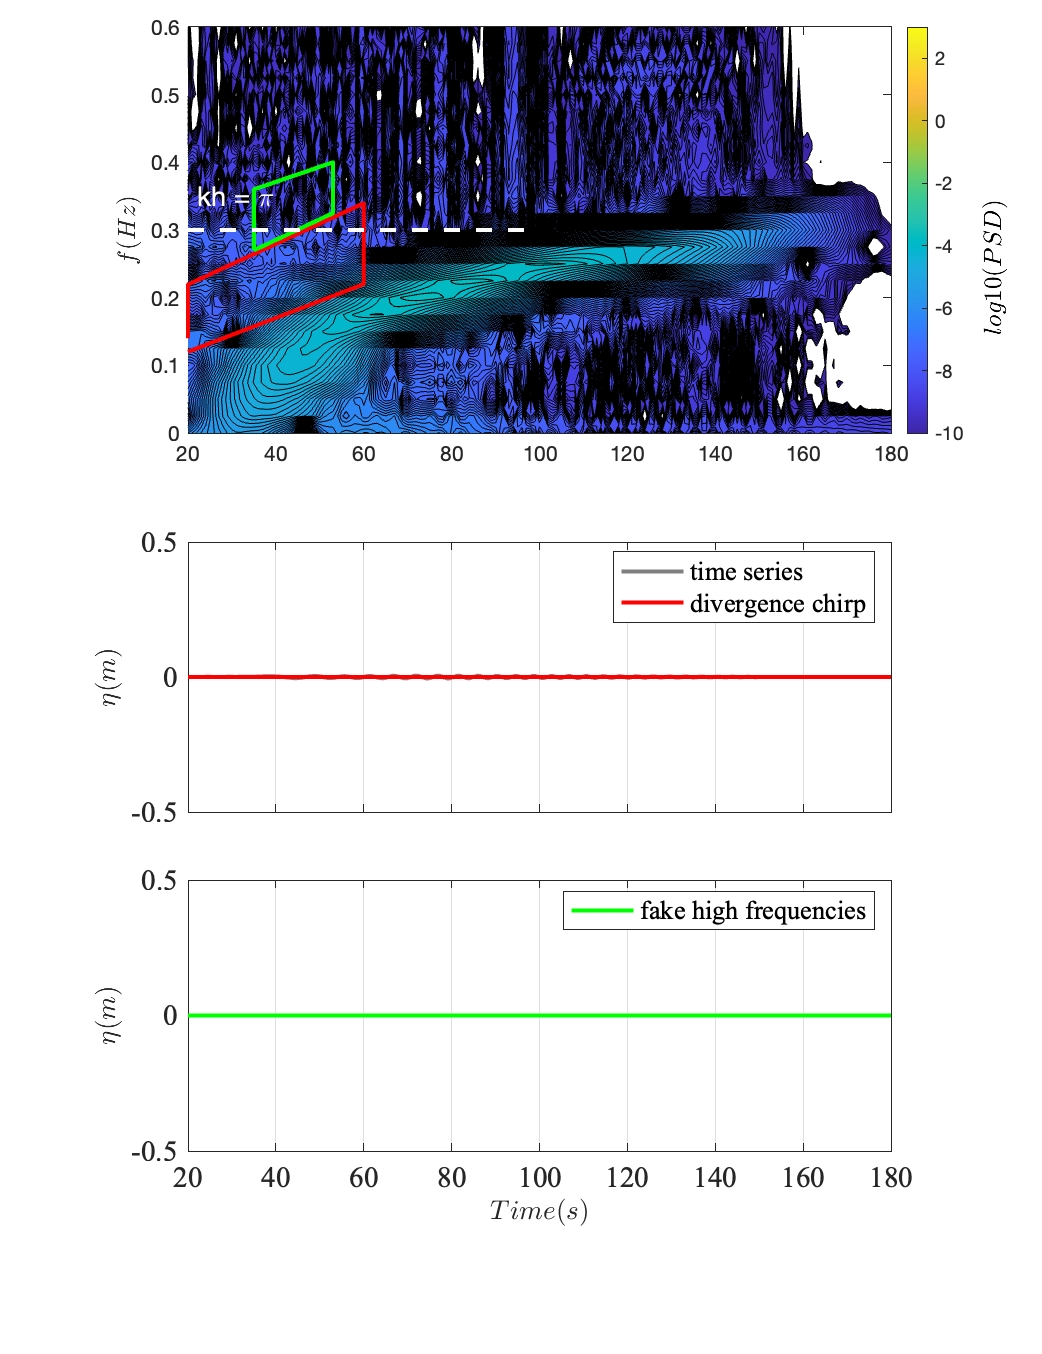 0.6
0.5
0.4
0.3
0.2
0.1
0
f(Hz)
kh = π
20 40 60 80 100 120 140 160 180
2
0
-2
-4
-6
-8
-10
log10(PSD)
0.5
0
-0.5
η(m)
time series
divergence chirp
0.5
0
-0.5
η(m)
fake high frequencies
20 40 60 80 100 120 140 160 180
Time(s)